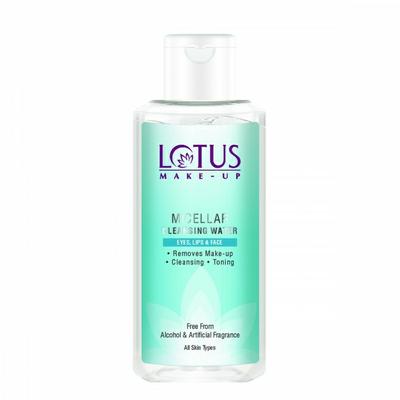 LOTUS
MAKE-UP
MICELLAR
CLEANSING WATER
EYES, LIPS & FACE
• Removes Make-up
• Cleansing • Toning
Free From
Alcohol & Artificial Fragrance
All Skin Types